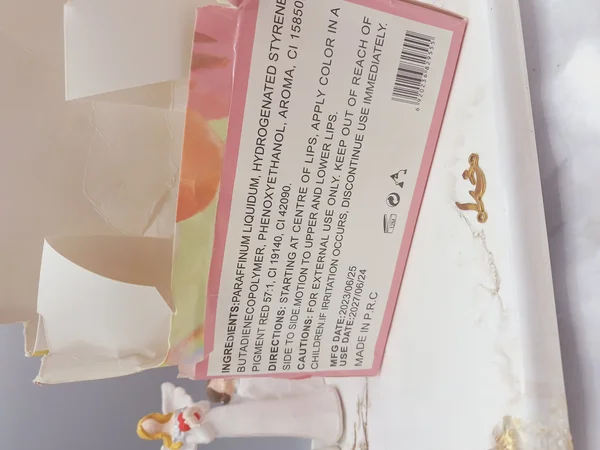 INGREDIENTS:PARAFFINUM LIQUIDUM, HYDROGENATED STYRENE
BUTADIENECOPOLYMER, PHENOXYETHANOL, AROMA, CI 15850
PIGMENT RED 57:1, CI 19140, CI 42090.
DIRECTIONS: STARTING AT CENTRE OF LIPS, APPLY COLOR IN A
SIDE TO SIDE.MOTION TO UPPER AND LOWER LIPS.
CAUTIONS: FOR EXTERNAL USE ONLY. KEEP OUT OF REACH OF
CHILDREN.IF IRRITATION OCCURS, DISCONTINUE USE IMMEDIATELY.
MFG DATE:2023/06/25
USE DATE:2027/06/24
MADE IN P.R.C